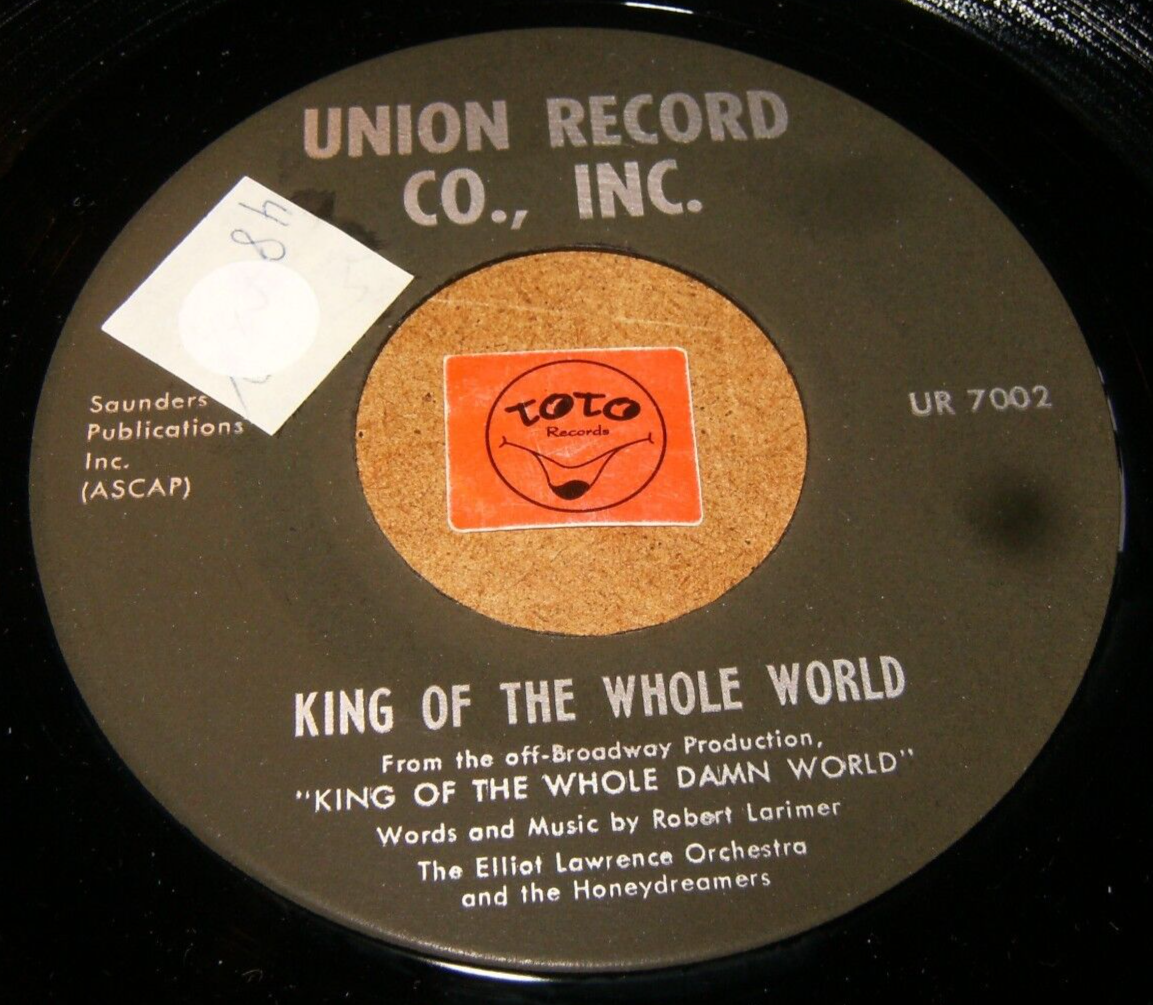 UNION RECORD
CO., INC.
48
Saunders
Publications
Inc.
(ASCAP)
TOTO
Records
UR 7002
KING OF THE WHOLE WORLD
From the off-Broadway Production,
"KING OF THE WHOLE DAMN WORLD"
Words and Music by Robert Larimer
The Elliot Lawrence Orchestra
and the Honeydreamers